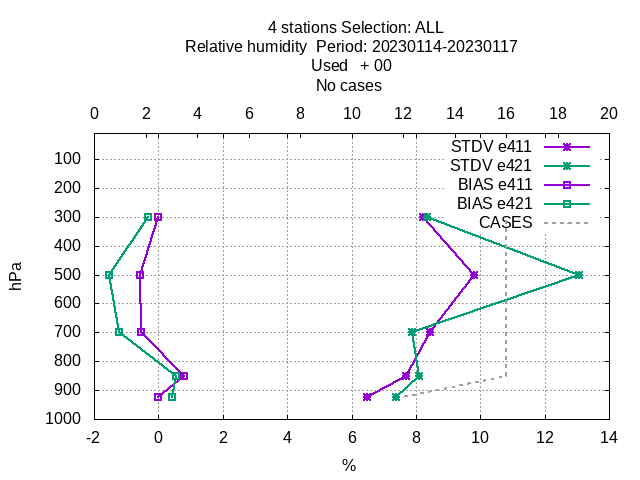 4 stations Selection: ALL
Relative humidity  Period: 20230114-20230117
Used   + 00
No cases
0 2 4 6 8 10 12 14 16 18 20
STDV e411
STDV e421
BIAS e411
BIAS e421
CASES
100
200
300
400
500
600
700
800
900
1000
hPa
-2 0 2 4 6 8 10 12 14
%